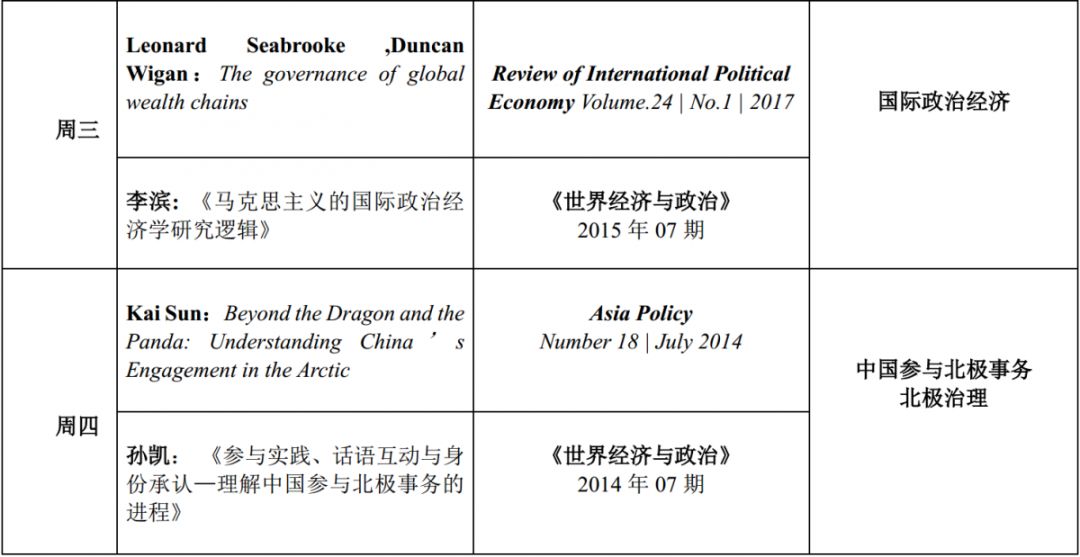 周三
Leonard Seabrooke ,Duncan
Wigan：The governance of global
wealth chains
Review of International Political
Economy Volume.24 | No.1 | 2017
国际政治经济
李滨：《马克思主义的国际政治经
济学研究逻辑》
《世界经济与政治》
2015 年 07 期
周四
Kai Sun：Beyond the Dragon and the
Panda: Understanding China ’ s
Engagement in the Arctic
Asia Policy
Number 18 | July 2014
中国参与北极事务
北极治理
孙凯： 《参与实践、话语互动与身
份承认—理解中国参与北极事务的
进程》
《世界经济与政治》
2014 年 07 期